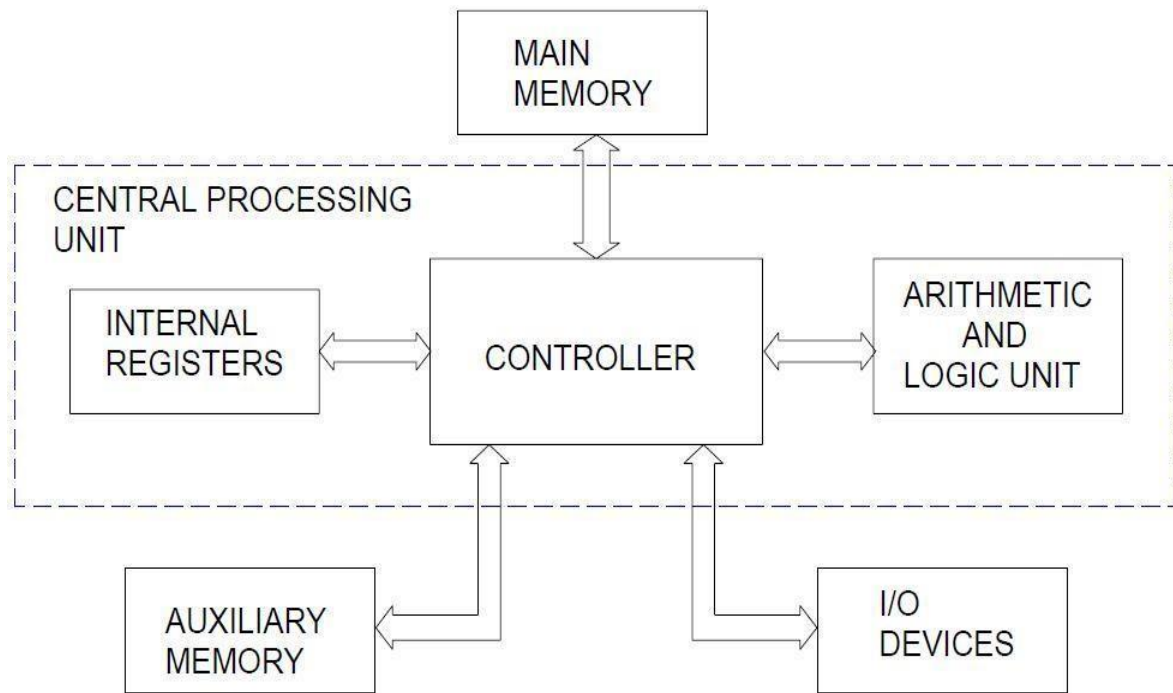 MAIN
MEMORY
CENTRAL PROCESSING
UNIT
INTERNAL
REGISTERS
CONTROLLER
ARITHMETIC
AND
LOGIC UNIT
AUXILIARY
MEMORY
I/O
DEVICES